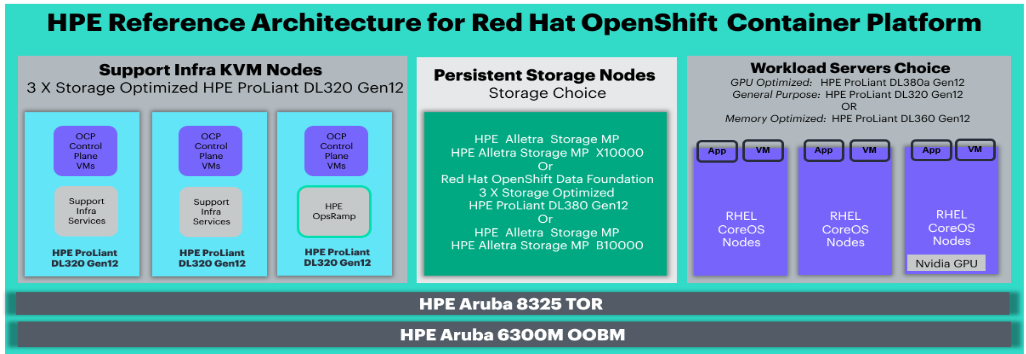 HPE Reference Architecture for Red Hat OpenShift Container Platform
Support Infra KVM Nodes
3 X Storage Optimized HPE ProLiant DL320 Gen12
OCP
Control
Plane
VMs
Support
Infra
Services
HPE ProLiant
DL320 Gen12
OCP
Control
Plane
VMs
Support
Infra
Services
HPE ProLiant
DL320 Gen12
OCP
Control
Plane
VMs
HPE
OpsRamp
HPE ProLiant
DL320 Gen12
Persistent Storage Nodes
Storage Choice
HPE Alletra Storage MP
HPE Alletra Storage MP X10000
Or
Red Hat OpenShift Data Foundation
3 X Storage Optimized
HPE ProLiant DL380 Gen12
Or
HPE Alletra Storage MP
HPE Alletra Storage MP B10000
Workload Servers Choice
GPU Optimized: HPE ProLiant DL380a Gen12
General Purpose: HPE ProLiant DL320 Gen12
OR
Memory Optimized: HPE ProLiant DL360 Gen12
App VM
RHEL
CoreOS
Nodes
App VM
RHEL
CoreOS
Nodes
App VM
RHEL
CoreOS
Nodes
Nvidia GPU
HPE Aruba 8325 TOR
HPE Aruba 6300M OOBM